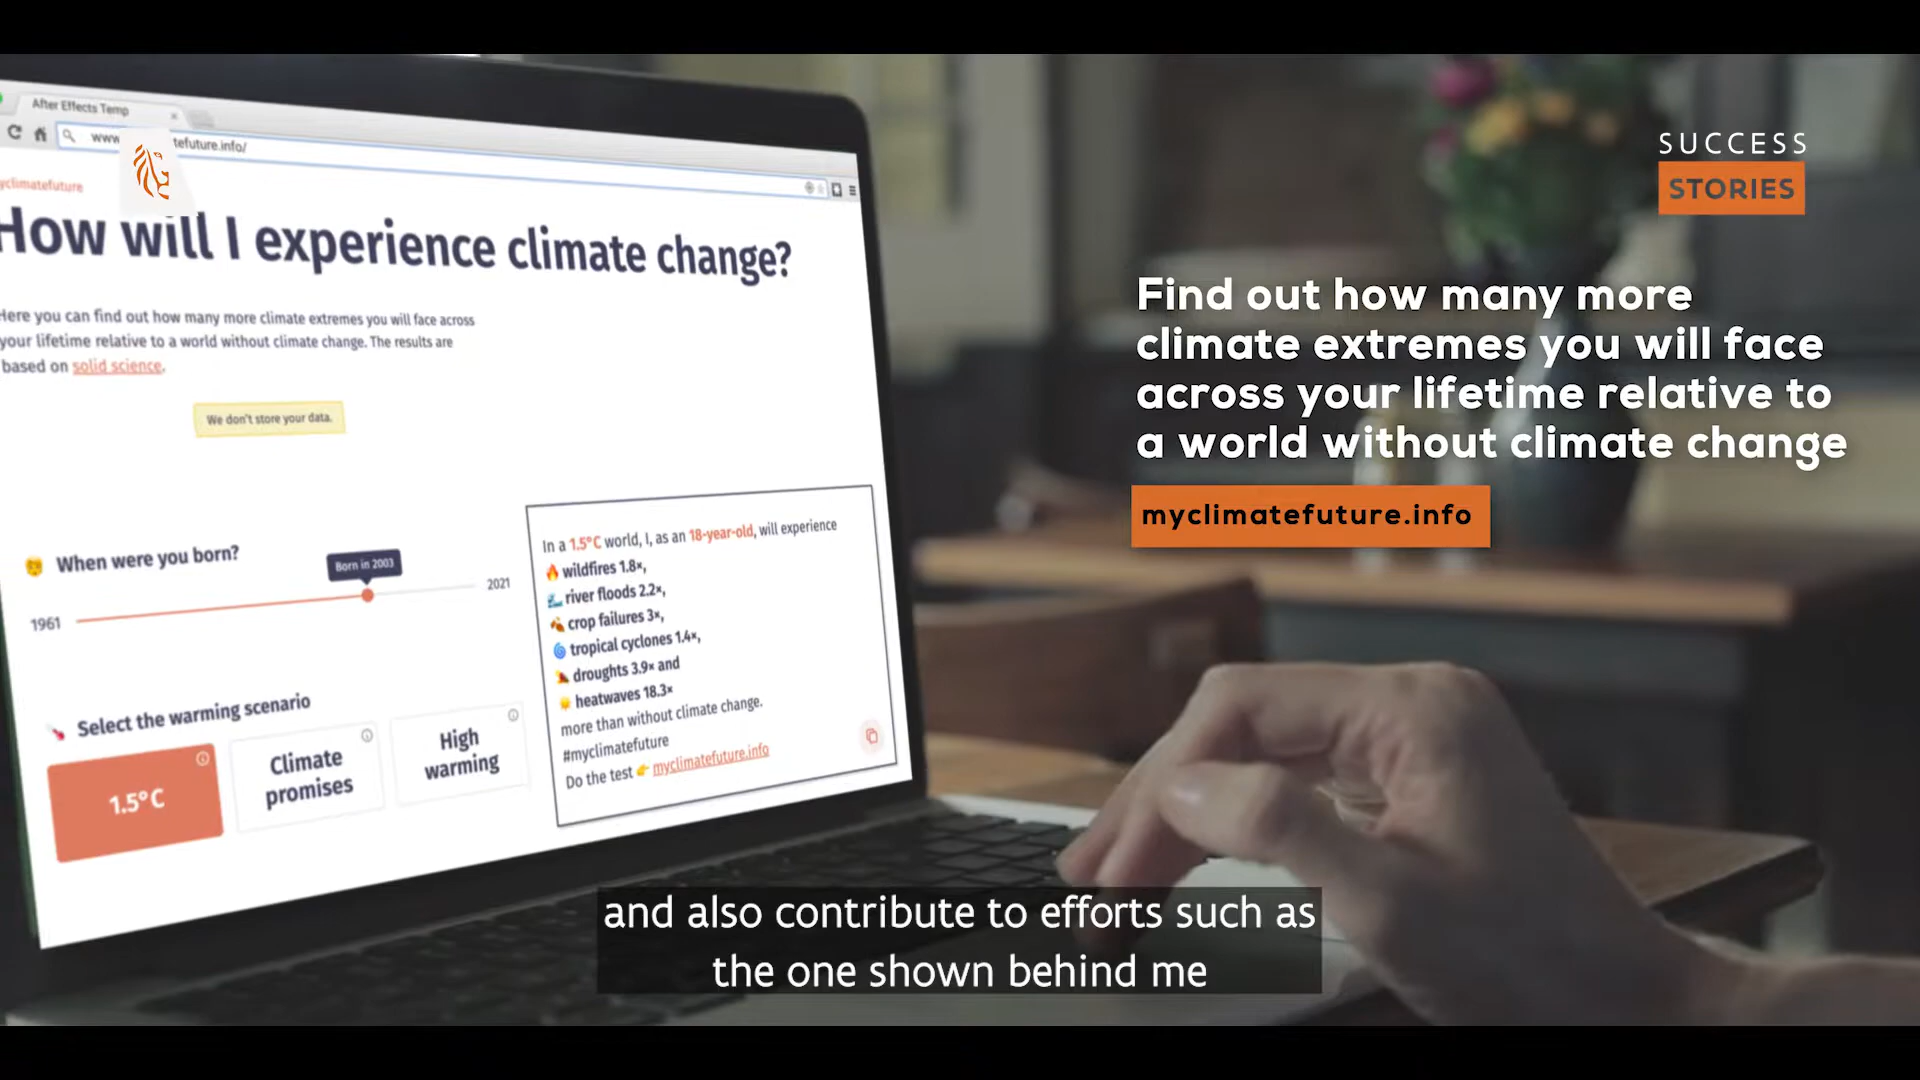 After Effects Temp
www. tefuture.info/
yclimatefuture
How will I experience climate change?
Here you can find out how many more climate extremes you will face across
your lifetime relative to a world without climate change. The results are
based on solid science.
We don't store your data.
When were you born?
Born in 2003
1961
2021
Select the warming scenario
1.5°C
Climate
promises
High
warming
In a 1.5°C world, I, as an 18-year-old, will experience
wildfires 1.8×,
river floods 2.2×,
crop failures 3×,
tropical cyclones 1.4×,
droughts 3.9× and
heatwaves 18.3×
more than without climate change.
#myclimatefuture
Do the test 👉 myclimatefuture.info
SUCCESS
STORIES
Find out how many more
climate extremes you will face
across your lifetime relative to
a world without climate change
myclimatefuture.info
and also contribute to efforts such as
the one shown behind me